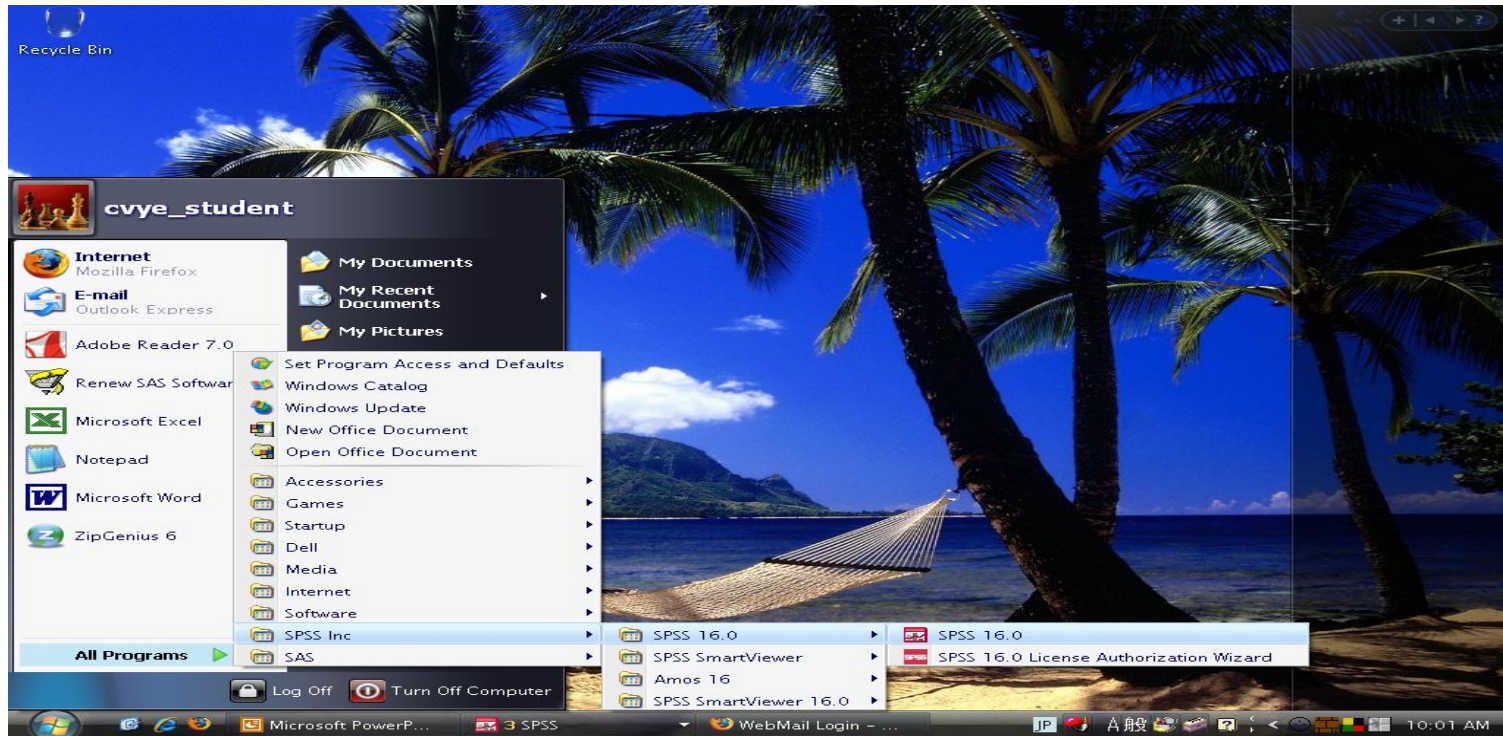 Recycle Bin
cvye_student
Internet
Mozilla Firefox
E-mail
Outlook Express
Adobe Reader 7.0
Renew SAS Softwar
Microsoft Excel
Notepad
Microsoft Word
ZipGenius 6
All Programs
My Documents
My Recent
Documents
My Pictures
Set Program Access and Defaults
Windows Catalog
Windows Update
New Office Document
Open Office Document
Accessories
Games
Startup
Dell
Media
Internet
Software
SPSS Inc
SAS
SPSS 16.0
SPSS SmartViewer
Amos 16
SPSS SmartViewer 16.0
SPSS 16.0
SPSS 16.0 License Authorization Wizard
Log Off
Turn Off Computer
Microsoft PowerP...
3 SPSS
WebMail Login – ...
JP
A 般
10:01 AM